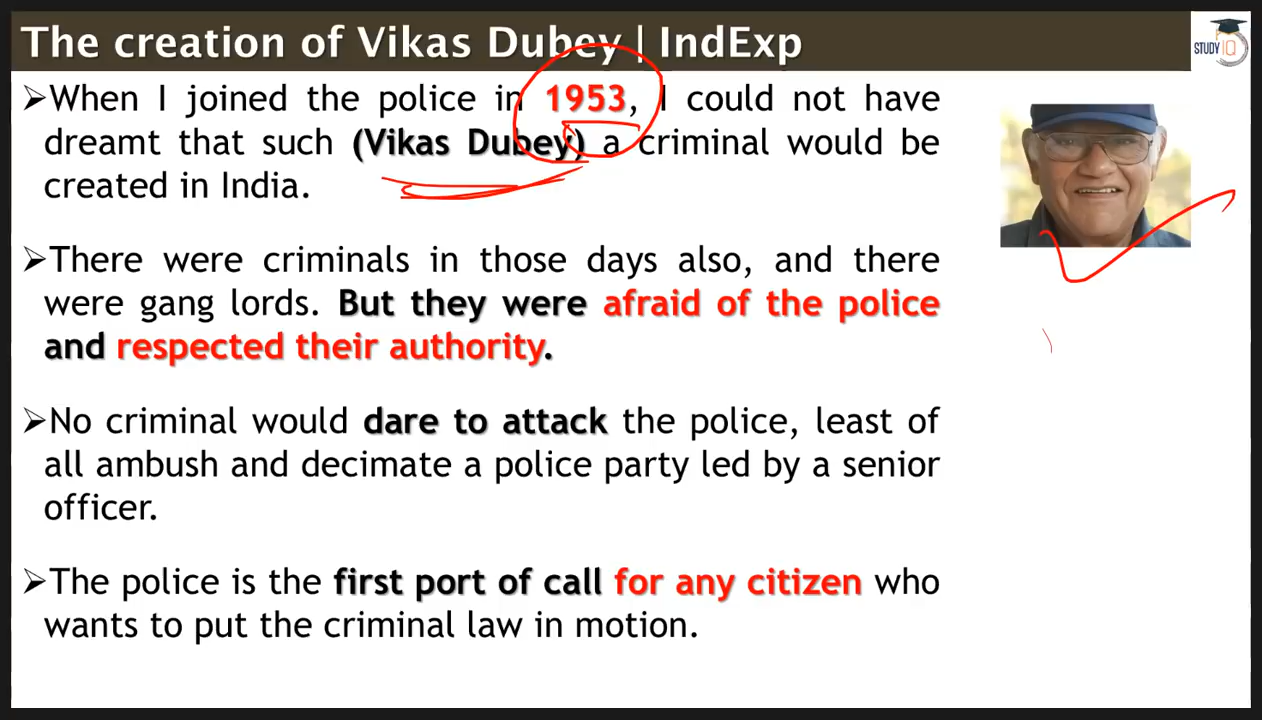 The creation of Vikas Dubey | IndExp
STUDY IQ
➢When I joined the police in 1953, I could not have
dreamt that such (Vikas Dubey) a criminal would be
created in India.
➢There were criminals in those days also, and there
were gang lords. But they were afraid of the police
and respected their authority.
➢No criminal would dare to attack the police, least of
all ambush and decimate a police party led by a senior
officer.
➢The police is the first port of call for any citizen who
wants to put the criminal law in motion.